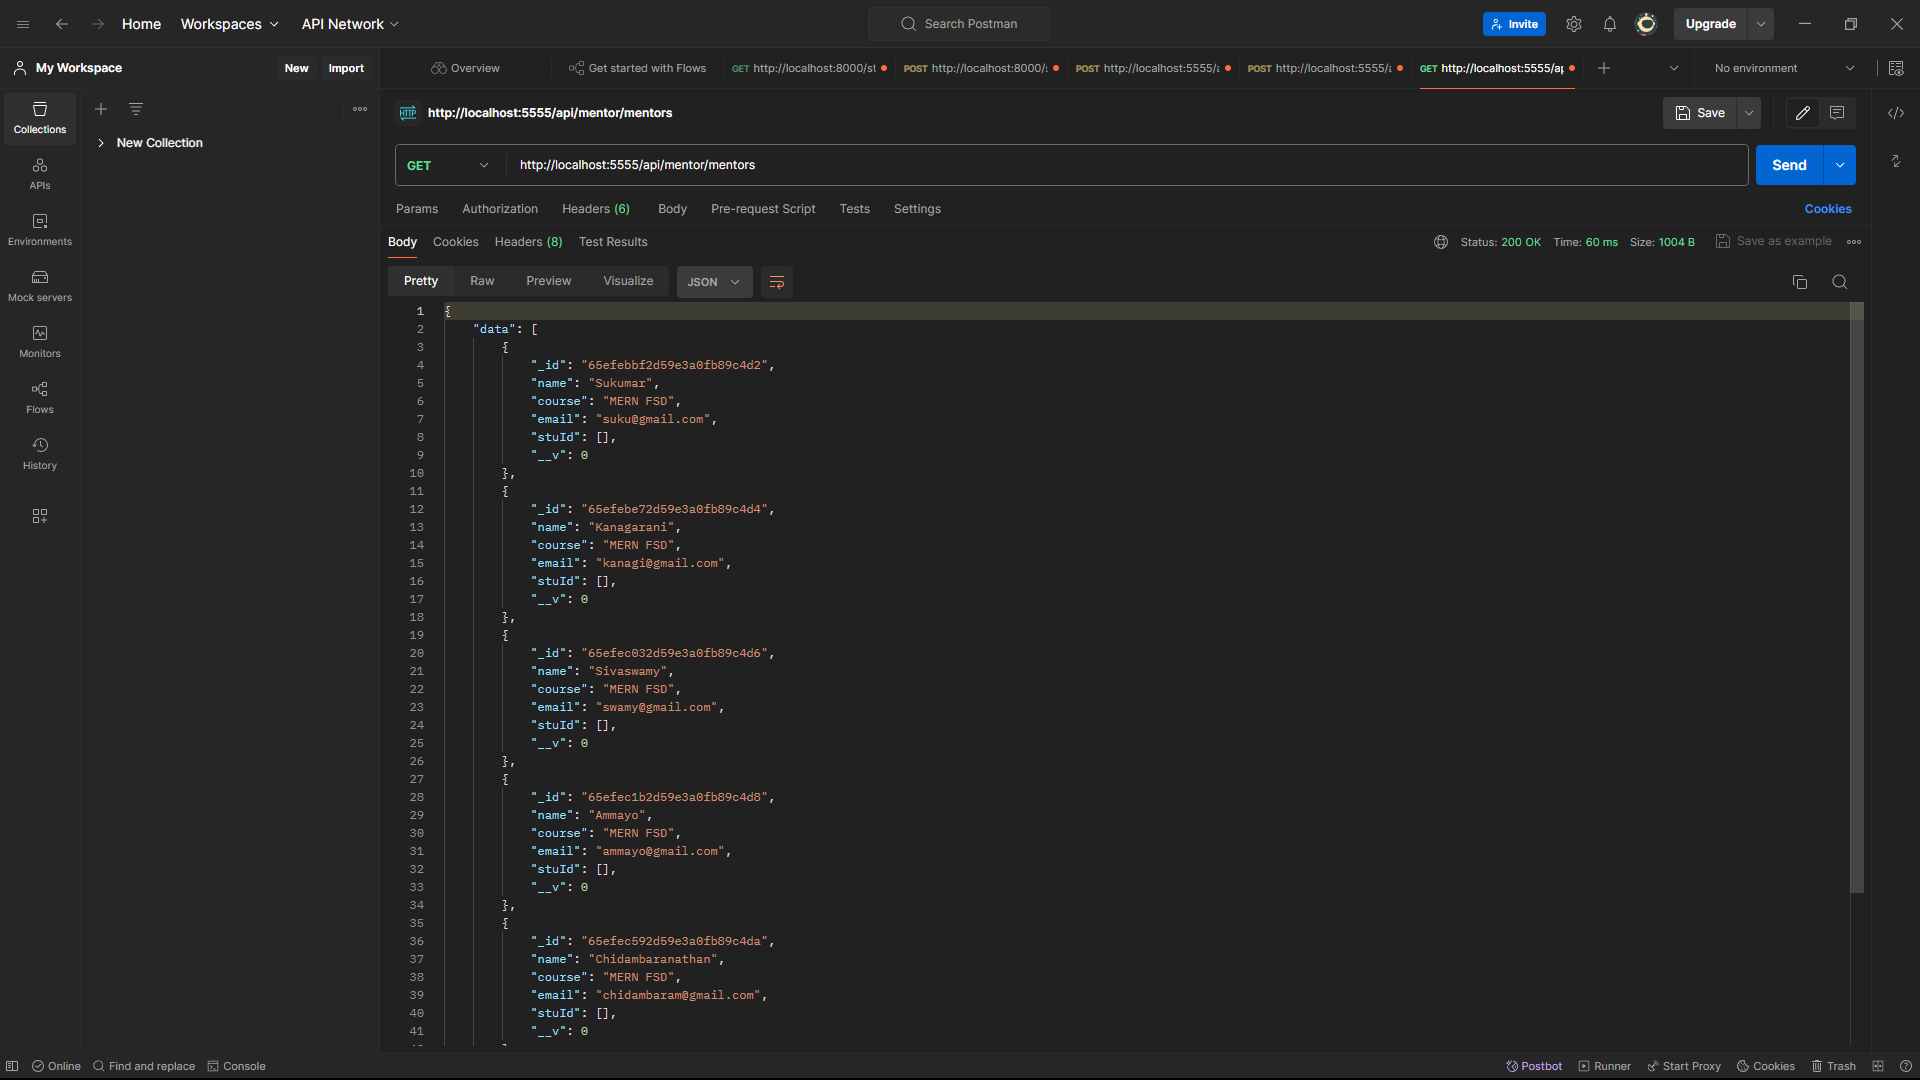 Home Workspaces API Network Search Postman Invite Upgrade
My Workspace New Import Overview Get started with Flows GET http://localhost:8000/st POST http://localhost:8000/ POST http://localhost:5555/ POST http://localhost:5555/ GET http://localhost:5555/ap No environment
Collections
APIs
Environments
Mock servers
Monitors
Flows
History
New Collection
HTTP http://localhost:5555/api/mentor/mentors Save
GET http://localhost:5555/api/mentor/mentors Send
Params Authorization Headers (6) Body Pre-request Script Tests Settings Cookies
Body Cookies Headers (8) Test Results Status: 200 OK Time: 60 ms Size: 1004 B Save as example
Pretty Raw Preview Visualize JSON
1 {
2 "data": [
3 {
4 "_id": "65efebbf2d59e3a0fb89c4d2",
5 "name": "Sukumar",
6 "course": "MERN FSD",
7 "email": "suku@gmail.com",
8 "stuId": [],
9 "__v": 0
10 },
11 {
12 "_id": "65efebe72d59e3a0fb89c4d4",
13 "name": "Kanagarani",
14 "course": "MERN FSD",
15 "email": "kanagi@gmail.com",
16 "stuId": [],
17 "__v": 0
18 },
19 {
20 "_id": "65efec032d59e3a0fb89c4d6",
21 "name": "Sivaswamy",
22 "course": "MERN FSD",
23 "email": "swamy@gmail.com",
24 "stuId": [],
25 "__v": 0
26 },
27 {
28 "_id": "65efec1b2d59e3a0fb89c4d8",
29 "name": "Ammayo",
30 "course": "MERN FSD",
31 "email": "ammayo@gmail.com",
32 "stuId": [],
33 "__v": 0
34 },
35 {
36 "_id": "65efec592d59e3a0fb89c4da",
37 "name": "Chidambaranathan",
38 "course": "MERN FSD",
39 "email": "chidambaram@gmail.com",
40 "stuId": [],
41 "__v": 0
Online Find and replace Console Postbot Runner Start Proxy Cookies Trash